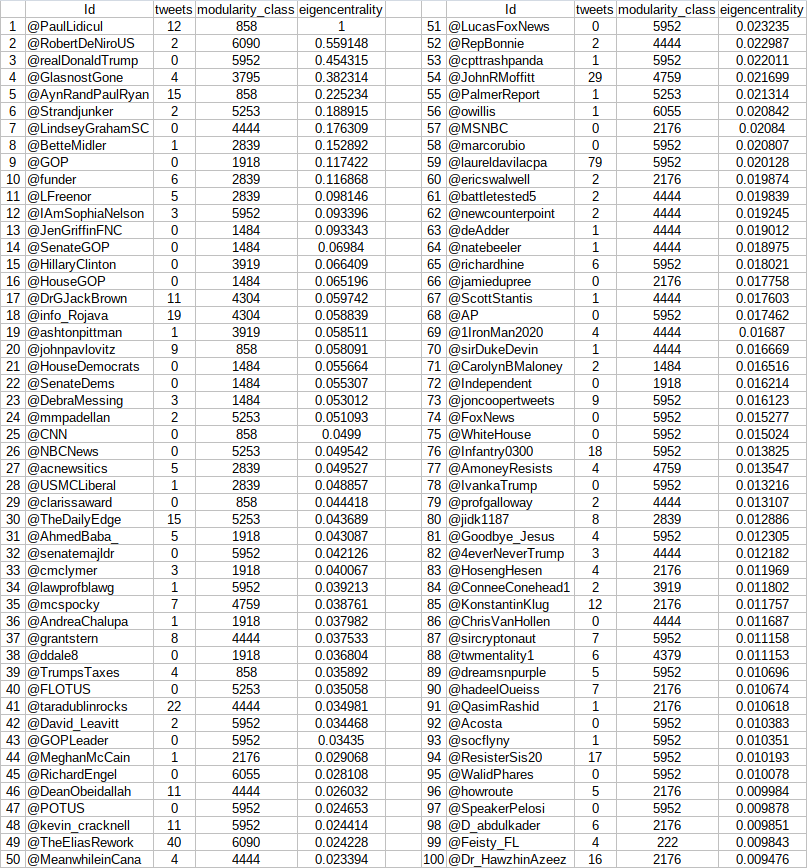 Id tweets modularity_class eigencentrality Id tweets modularity_class eigencentrality
1 @PaulLidicul 12 858 1 51 @LucasFoxNews 0 5952 0.023235
2 @RobertDeNiroUS 2 6090 0.559148 52 @RepBonnie 2 4444 0.022987
3 @realDonaldTrump 0 5952 0.454315 53 @cpttrashpanda 1 5952 0.022011
4 @GlasnostGone 4 3795 0.382314 54 @JohnRMoffitt 29 4759 0.021699
5 @AynRandPaulRyan 15 858 0.225234 55 @PalmerReport 1 5253 0.021314
6 @Strandjunker 2 5253 0.188915 56 @owillis 1 6055 0.020842
7 @LindseyGrahamSC 0 4444 0.176309 57 @MSNBC 0 2176 0.02084
8 @BetteMidler 1 2839 0.152892 58 @marcorubio 0 5952 0.020807
9 @GOP 0 1918 0.117422 59 @laureldavilacpa 79 5952 0.020128
10 @funder 6 2839 0.116868 60 @ericswalwell 2 2176 0.019874
11 @LFreenor 5 2839 0.098146 61 @battletested5 2 4444 0.019839
12 @IAmSophiaNelson 3 5952 0.093396 62 @newcounterpoint 2 4444 0.019245
13 @JenGriffinFNC 0 1484 0.093343 63 @deAdder 1 4444 0.019012
14 @SenateGOP 0 1484 0.06984 64 @natebeeler 1 4444 0.018975
15 @HillaryClinton 0 3919 0.066409 65 @richardhine 6 5952 0.018021
16 @HouseGOP 0 1484 0.065196 66 @jamiedupree 0 2176 0.017758
17 @DrGJackBrown 11 4304 0.059742 67 @ScottStantis 1 4444 0.017603
18 @info_Rojava 19 4304 0.058839 68 @AP 0 5952 0.017462
19 @ashtonpittman 1 3919 0.058511 69 @1IronMan2020 4 4444 0.01687
20 @johnpavlovitz 9 858 0.058091 70 @sirDukeDevin 1 4444 0.016669
21 @HouseDemocrats 0 1484 0.055664 71 @CarolynBMaloney 2 1484 0.016516
22 @SenateDems 0 1484 0.055307 72 @Independent 0 1918 0.016214
23 @DebraMessing 3 1484 0.053012 73 @joncoopertweets 9 5952 0.016123
24 @mmpadellan 2 5253 0.051093 74 @FoxNews 0 5952 0.015277
25 @CNN 0 858 0.0499 75 @WhiteHouse 0 5952 0.015024
26 @NBCNews 0 5253 0.049542 76 @Infantry0300 18 5952 0.013825
27 @acnewsitics 5 2839 0.049527 77 @AmoneyResists 4 4759 0.013547
28 @USMCLiberal 1 2839 0.048857 78 @IvankaTrump 0 5952 0.013216
29 @clarissaward 0 858 0.044418 79 @profgalloway 2 4444 0.013107
30 @TheDailyEdge 15 5253 0.043689 80 @jidk1187 8 2839 0.012886
31 @AhmedBaba_ 5 1918 0.043087 81 @Goodbye_Jesus 4 5952 0.012305
32 @senatemajldr 0 5952 0.042126 82 @4everNeverTrump 3 4444 0.012182
33 @cmclymer 3 1918 0.040067 83 @HosengHesen 4 2176 0.011969
34 @lawprofblawg 1 5952 0.039213 84 @ConneeConehead1 2 3919 0.011802
35 @mcspocky 7 4759 0.038761 85 @KonstantinKlug 12 2176 0.011757
36 @AndreaChalupa 1 1918 0.037982 86 @ChrisVanHollen 0 4444 0.011687
37 @grantstern 8 4444 0.037533 87 @sircryptonaut 7 5952 0.011158
38 @ddale8 0 1918 0.036804 88 @twmentality1 6 4379 0.011153
39 @TrumpsTaxes 4 858 0.035892 89 @dreamsnpurple 5 5952 0.010696
40 @FLOTUS 0 5253 0.035058 90 @hadeelOueiss 7 2176 0.010674
41 @taradublinrocks 22 4444 0.034981 91 @QasimRashid 1 2176 0.010618
42 @David_Leavitt 2 5952 0.034468 92 @Acosta 0 5952 0.010383
43 @GOPLeader 0 5952 0.03435 93 @socflyny 1 5952 0.010351
44 @MeghanMcCain 1 2176 0.029068 94 @ResisterSis20 17 5952 0.010193
45 @RichardEngel 0 6055 0.028108 95 @WalidPhares 0 5952 0.010078
46 @DeanObeidallah 11 4444 0.026032 96 @howroute 5 2176 0.009984
47 @POTUS 0 5952 0.024653 97 @SpeakerPelosi 0 5952 0.009878
48 @kevin_cracknell 11 5952 0.024414 98 @D_abdulkader 6 2176 0.009851
49 @TheEliasRework 40 6090 0.024228 99 @Feisty_FL 4 222 0.009843
50 @MeanwhileinCana 4 4444 0.023394 100 @Dr_HawzhinAzeez 16 2176 0.009476